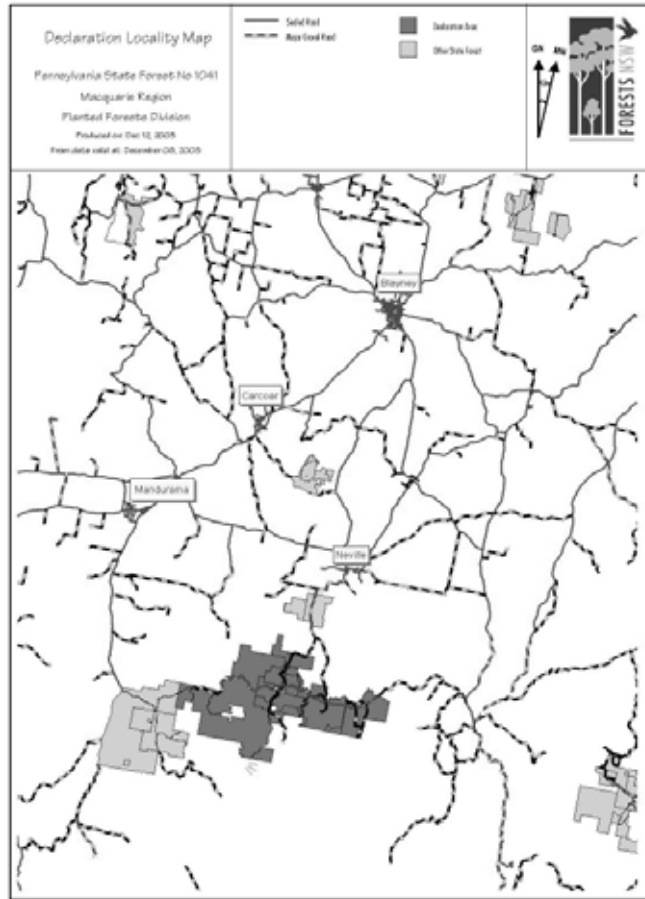 Declaration Locality Map
Pennsylvania State Forest No 1041
Macquarie Region
Planted Forests Division
Produced on: Dec 12, 2005
From data valid at: December 08, 2005
Sealed Road
Major Gravel Road
Declaration Area
Other State Forest
GN MN
FORESTS NSW
Blayney
Carcoar
Mandurama
Neville